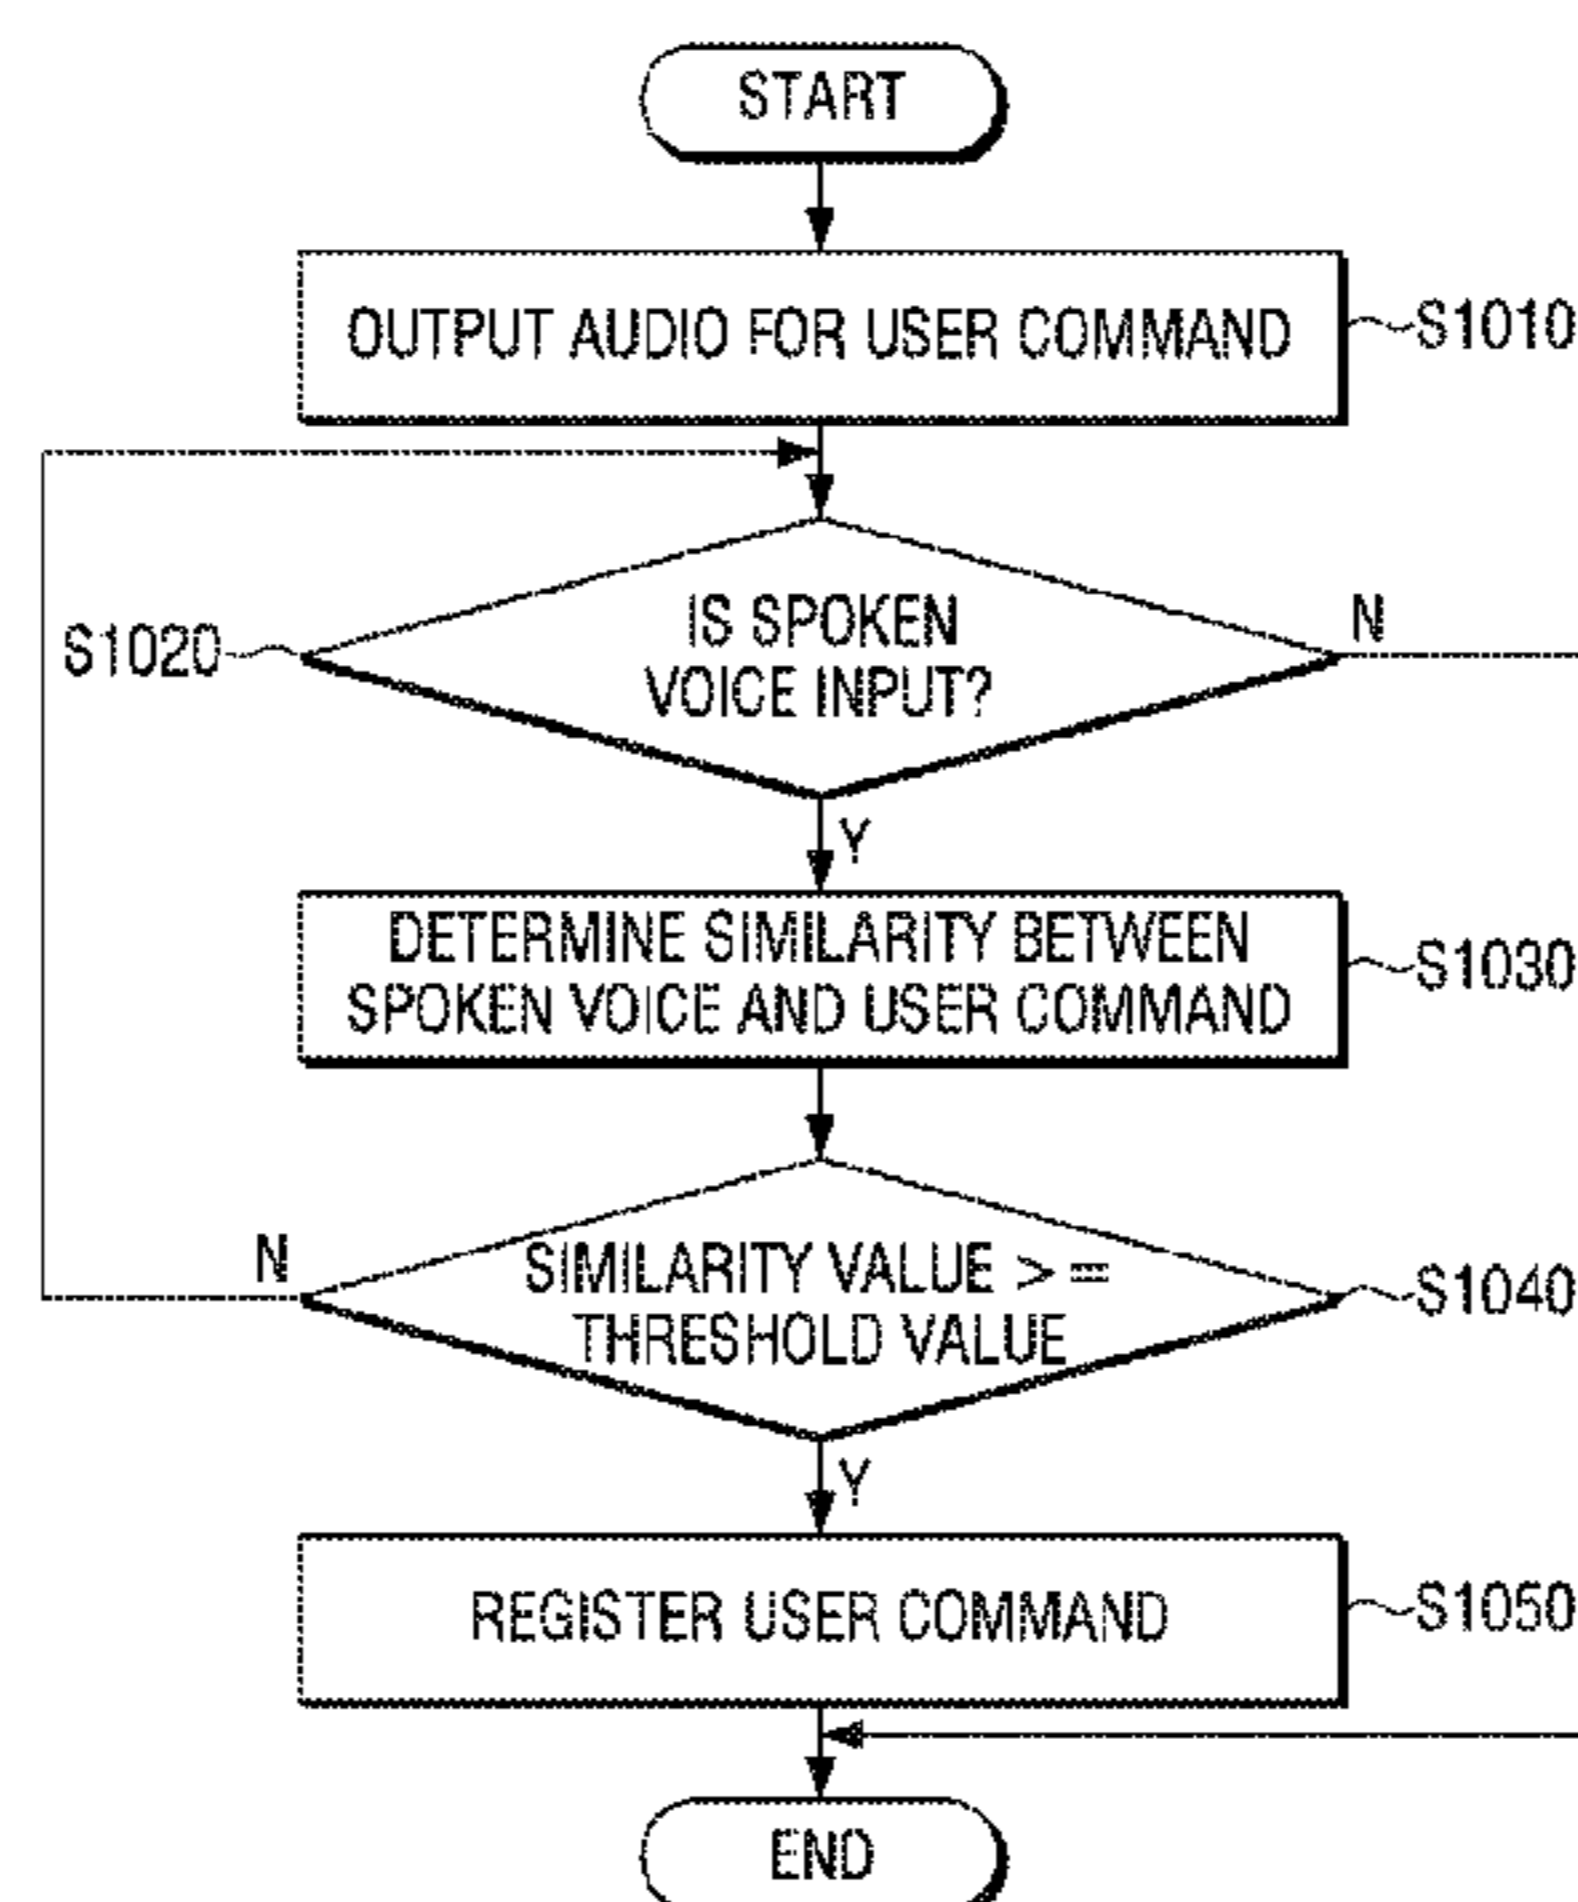 START
OUTPUT AUDIO FOR USER COMMAND
S1010
IS SPOKEN
VOICE INPUT?
S1020
N
Y
DETERMINE SIMILARITY BETWEEN
SPOKEN VOICE AND USER COMMAND
S1030
SIMILARITY VALUE > =
THRESHOLD VALUE
S1040
N
Y
REGISTER USER COMMAND
S1050
END